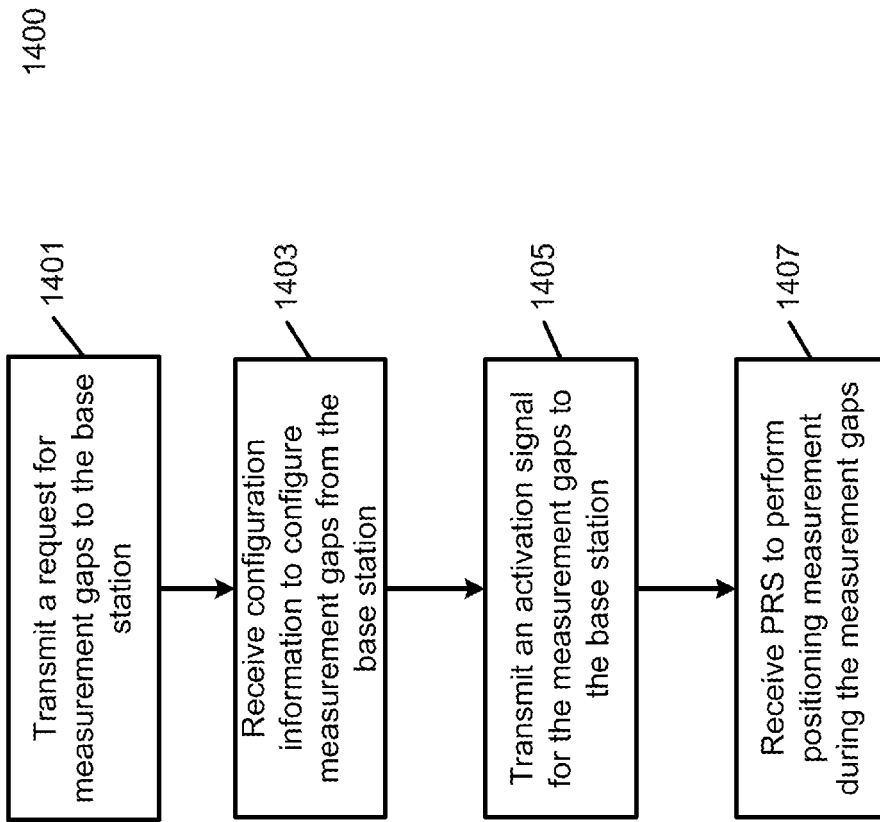 1400
1401
Transmit a request for
measurement gaps to the base
station
1403
Receive configuration
information to configure
measurement gaps from the
base station
1405
Transmit an activation signal
for the measurement gaps to
the base station
1407
Receive PRS to perform
positioning measurement
during the measurement gaps